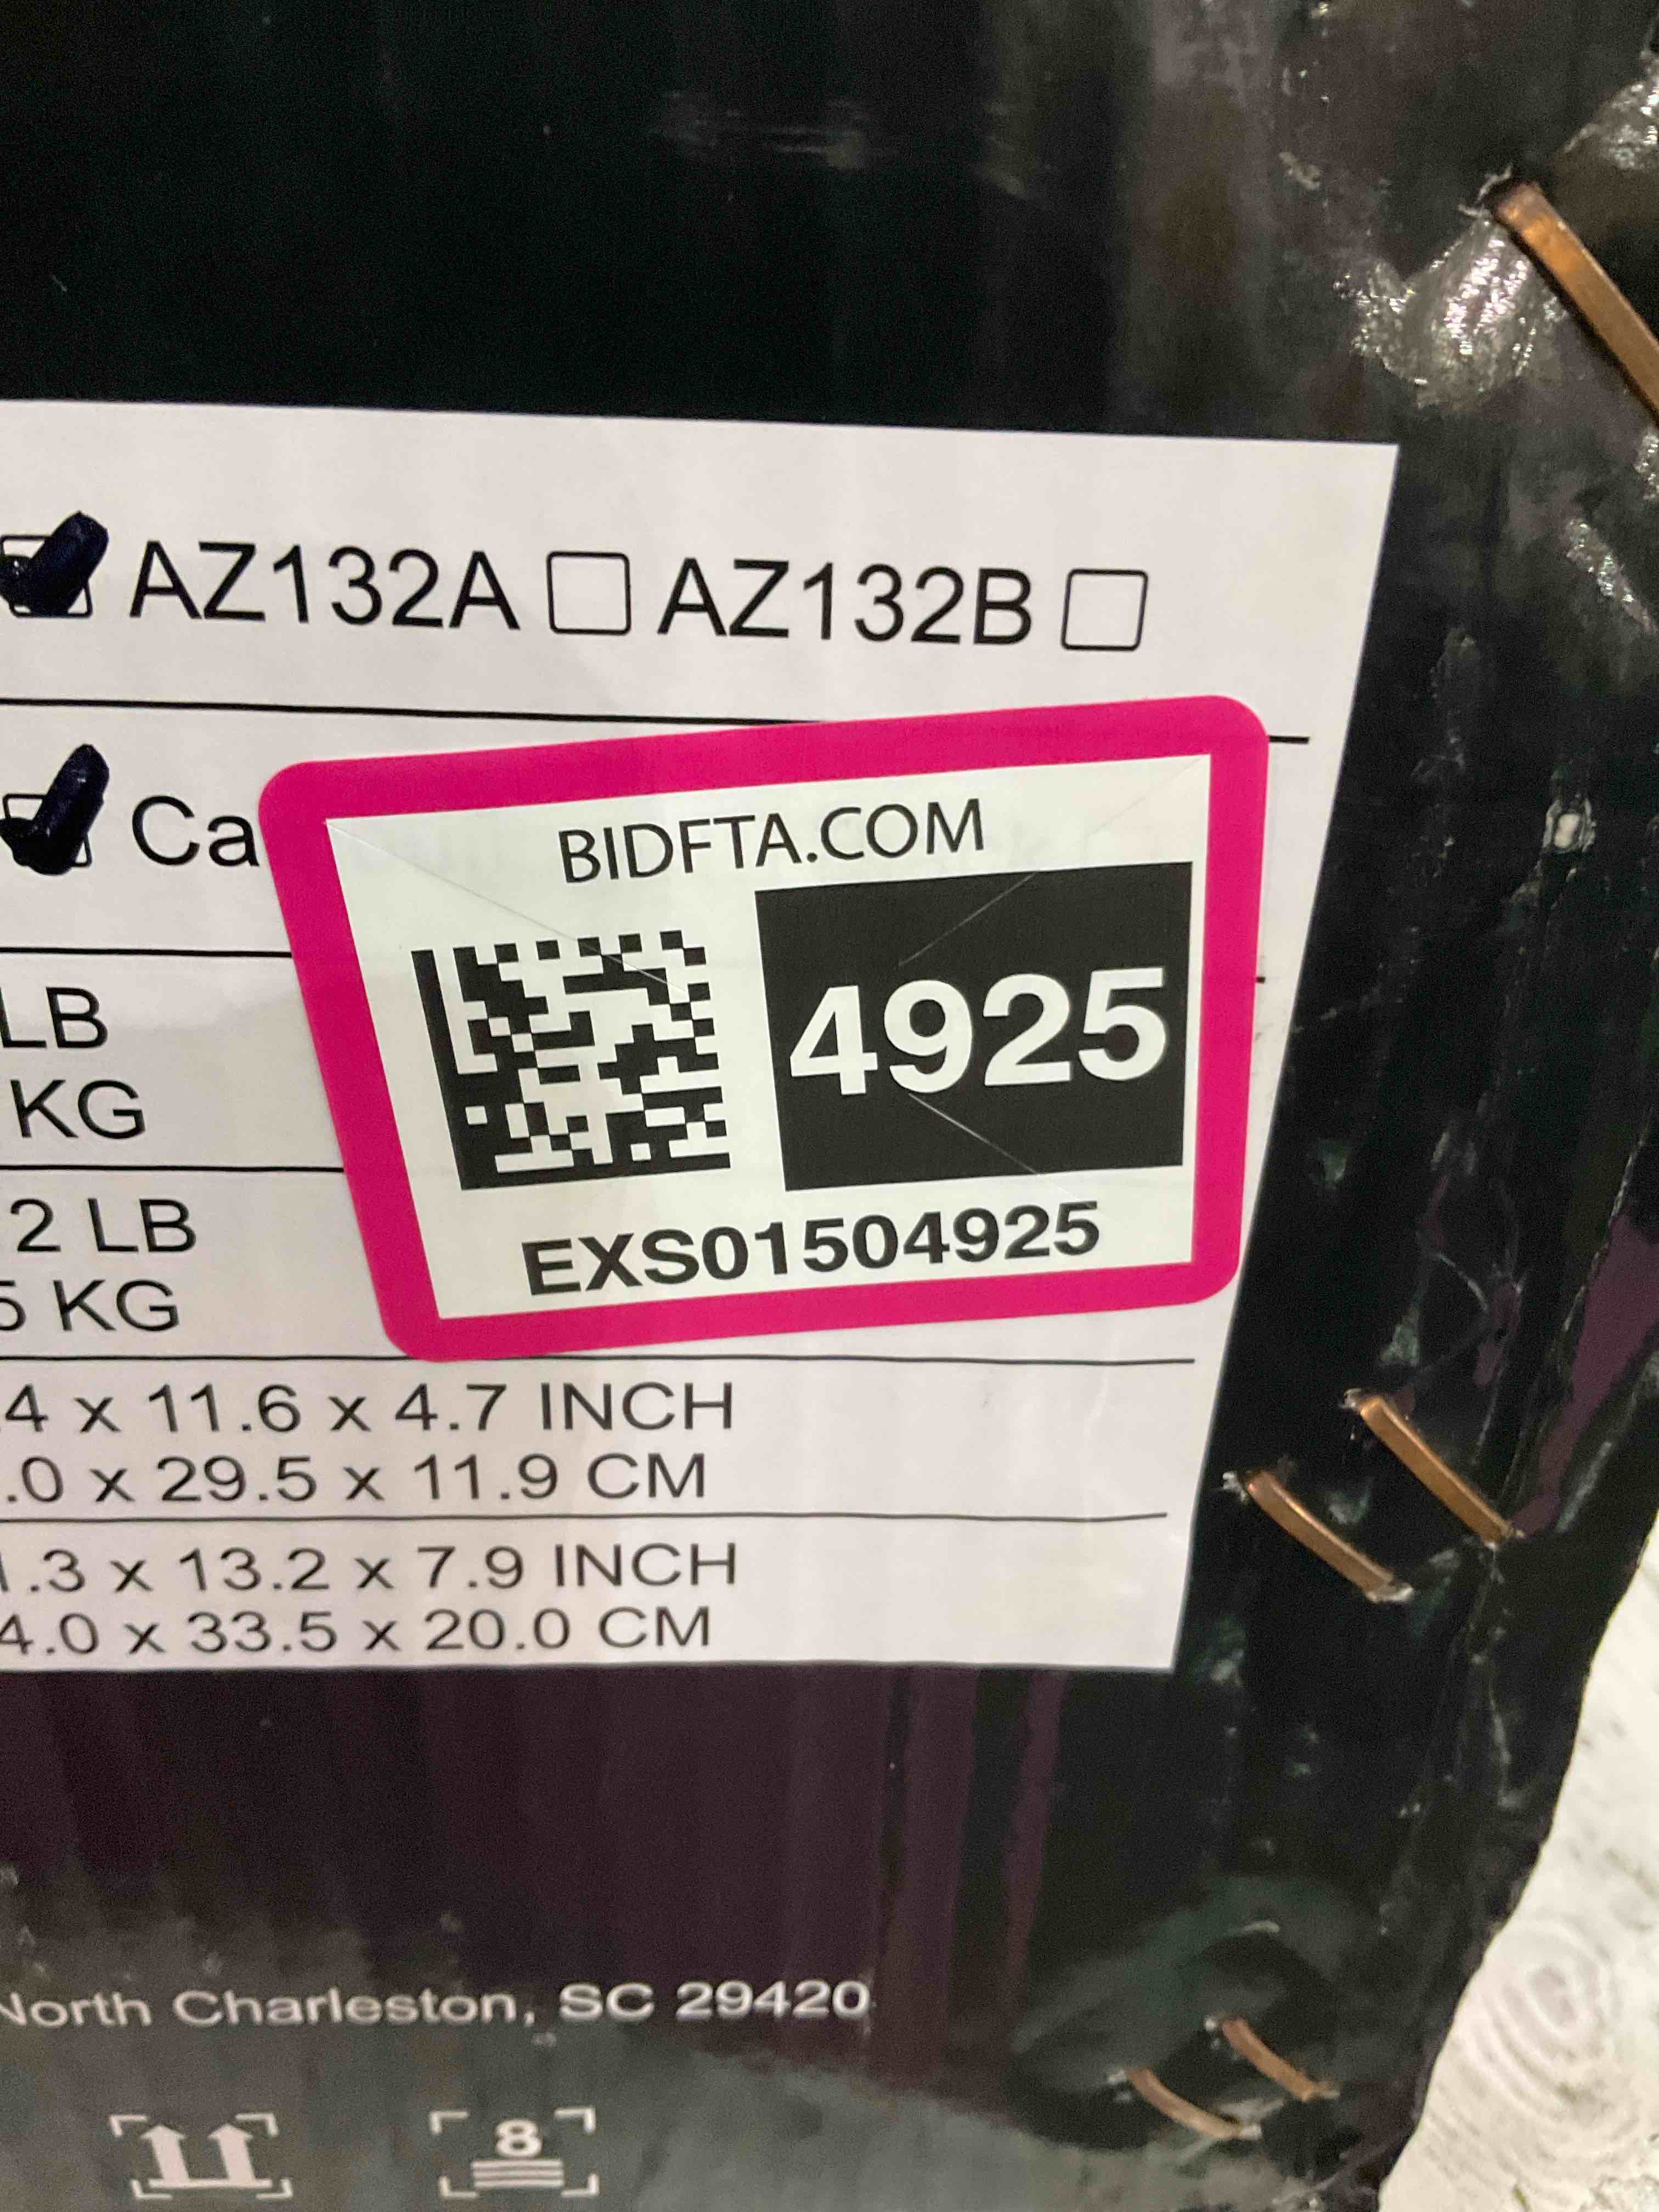 AZ132A AZ132B
Ca
BIDFTA.COM
4925
EXS01504925
LB
KG
2 LB
5 KG
4 x 11.6 x 4.7 INCH
.0 x 29.5 x 11.9 CM
.3 x 13.2 x 7.9 INCH
4.0 x 33.5 x 20.0 CM
North Charleston, SC 29420
8